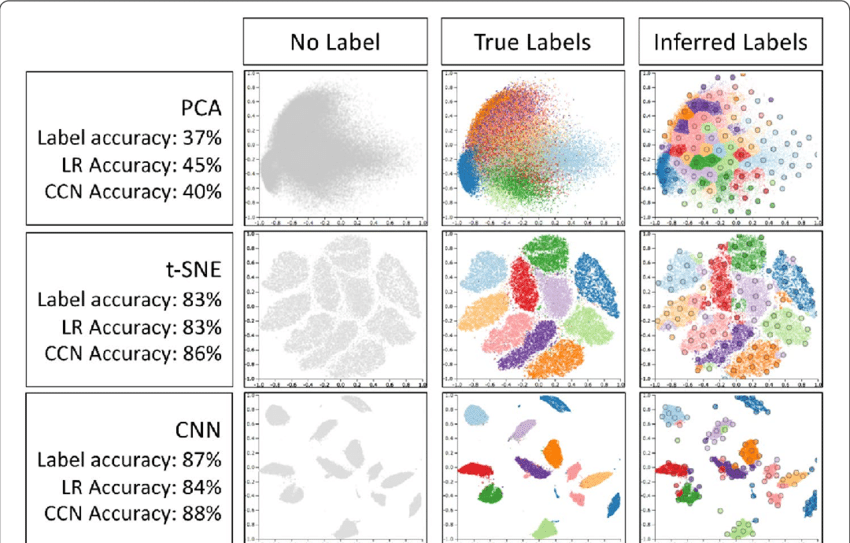 No Label
True Labels
Inferred Labels
PCA
Label accuracy: 37%
LR Accuracy: 45%
CCN Accuracy: 40%
t-SNE
Label accuracy: 83%
LR Accuracy: 83%
CCN Accuracy: 86%
CNN
Label accuracy: 87%
LR Accuracy: 84%
CCN Accuracy: 88%